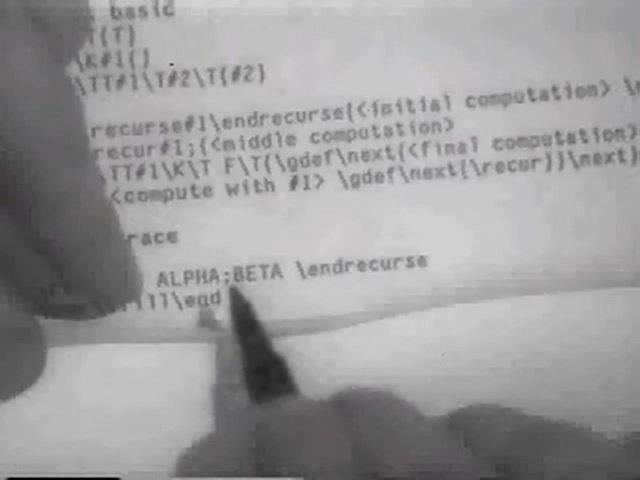 basic
T{T}
\K#1{}
\TT#1\T#2\T{#2}
recurse#1\endrecurse{<initial computation>
recur#1;{<middle computation>
\TT#1\K\T F\T{\gdef\next{<final computation>
<compute with #1> \gdef\next{\recur}}\next}
race
ALPHA;BETA \endrecurse
\end